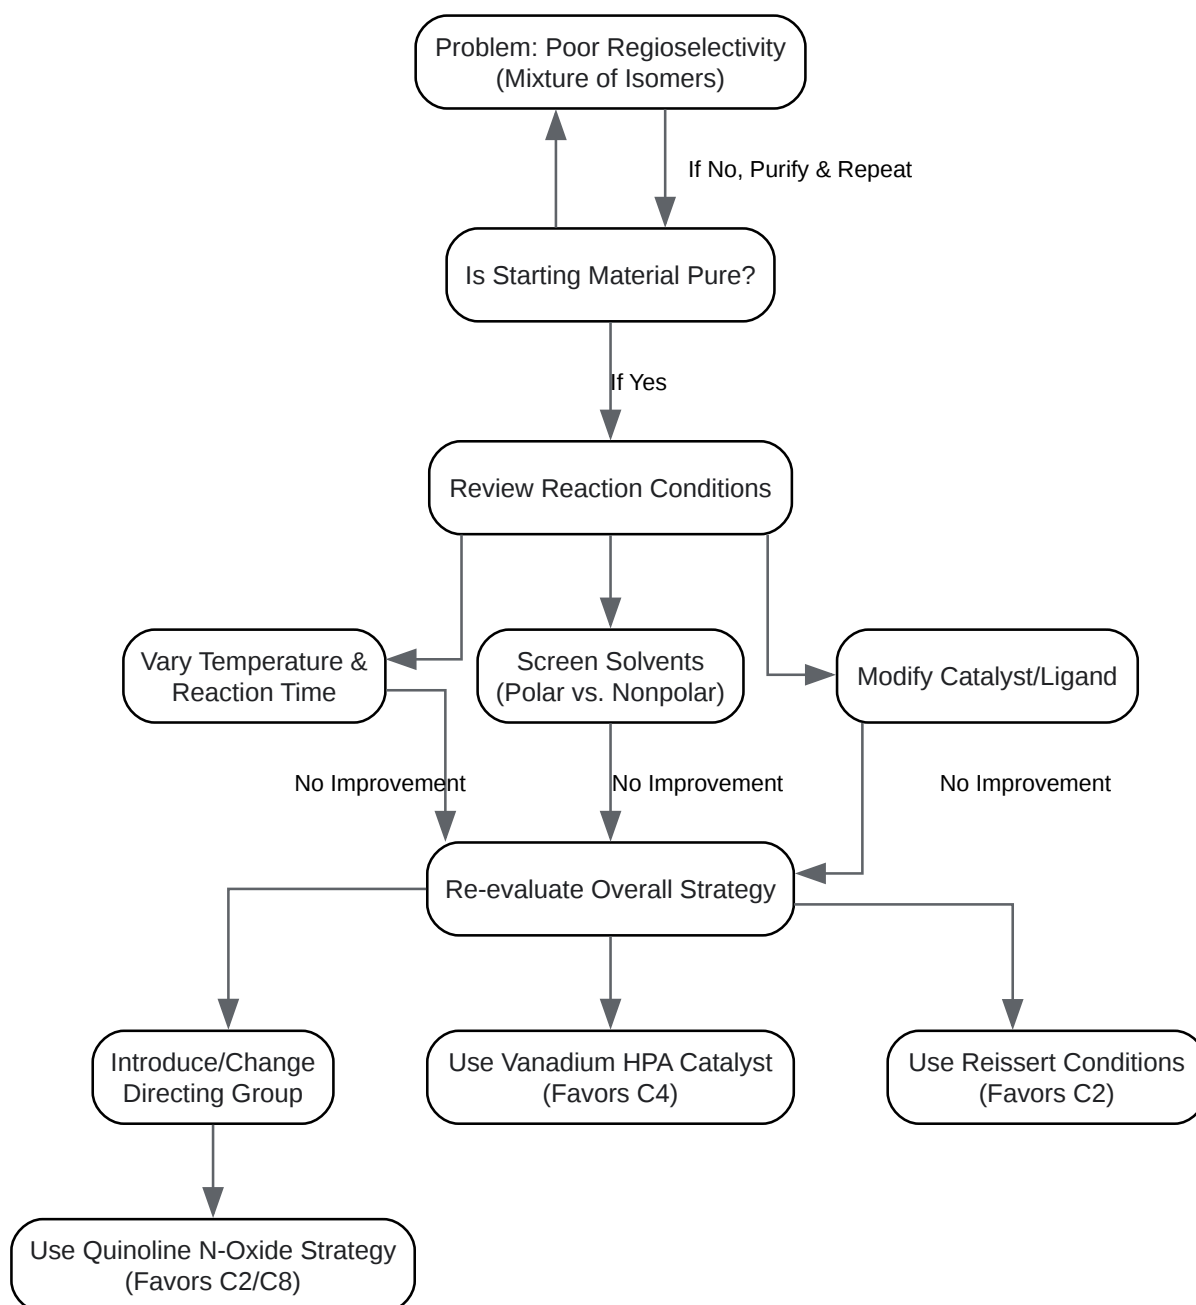 Problem: Poor Regioselectivity
(Mixture of Isomers)
If No, Purify & Repeat
Is Starting Material Pure?
If Yes
Review Reaction Conditions
Vary Temperature &
Reaction Time
Screen Solvents
(Polar vs. Nonpolar)
Modify Catalyst/Ligand
No Improvement
No Improvement
No Improvement
Re-evaluate Overall Strategy
Introduce/Change
Directing Group
Use Vanadium HPA Catalyst
(Favors C4)
Use Reissert Conditions
(Favors C2)
Use Quinoline N-Oxide Strategy
(Favors C2/C8)